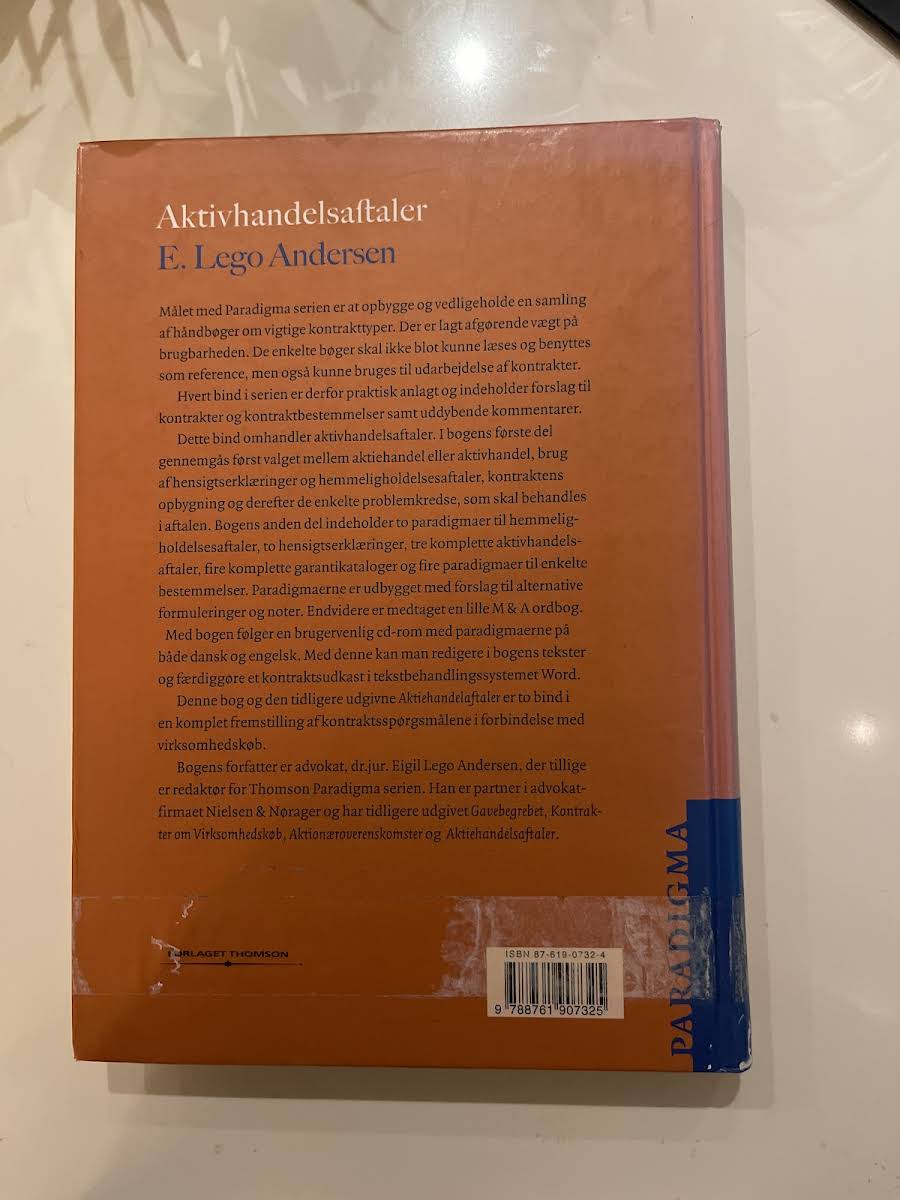 Aktivhandelsaftaler
E. Lego Andersen
Målet med Paradigma serien er at opbygge og vedligeholde en samling
af håndbøger om vigtige kontrakttyper. Der er lagt afgørende vægt på
brugbarheden. De enkelte bøger skal ikke blot kunne læses og benyttes
som reference, men også kunne bruges til udarbejdelse af kontrakter.
Hvert bind i serien er derfor praktisk anlagt og indeholder forslag til
kontrakter og kontraktbestemmelser samt uddybende kommentarer.
Dette bind omhandler aktivhandelsaftaler. I bogens første del
gennemgås først valget mellem aktiehandel eller aktivhandel, brug
af hensigtserklæringer og hemmeligholdelsesaftaler, kontraktens
opbygning og derefter de enkelte problemkredse, som skal behandles
i aftalen. Bogens anden del indeholder to paradigmaer til hemmelig-
holdelsesaftaler, to hensigtserklæringer, tre komplette aktivhandels-
aftaler, fire komplette garantikataloger og fire paradigmaer til enkelte
bestemmelser. Paradigmaerne er udbygget med forslag til alternative
formuleringer og noter. Endvidere er medtaget en lille M & A ordbog.
Med bogen følger en brugervenlig cd-rom med paradigmaerne på
både dansk og engelsk. Med denne kan man redigere i bogens tekster
og færdiggøre et kontraktsudkast i tekstbehandlingssystemet Word.
Denne bog og den tidligere udgivne Aktiehandelaftaler er to bind i
en komplet fremstilling af kontraktsspørgsmålene i forbindelse med
virksomhedskøb.
Bogens forfatter er advokat, dr.jur. Eigil Lego Andersen, der tillige
er redaktør for Thomson Paradigma serien. Han er partner i advokat-
firmaet Nielsen & Nørager og har tidligere udgivet Gavebegrebet, Kontrak-
ter om Virksomhedskøb, Aktionæroverenskomster og Aktiehandelsaftaler.
FORLAGET THOMSON
ISBN 87-619-0732-4
9 788761 907325
PARADIGMA